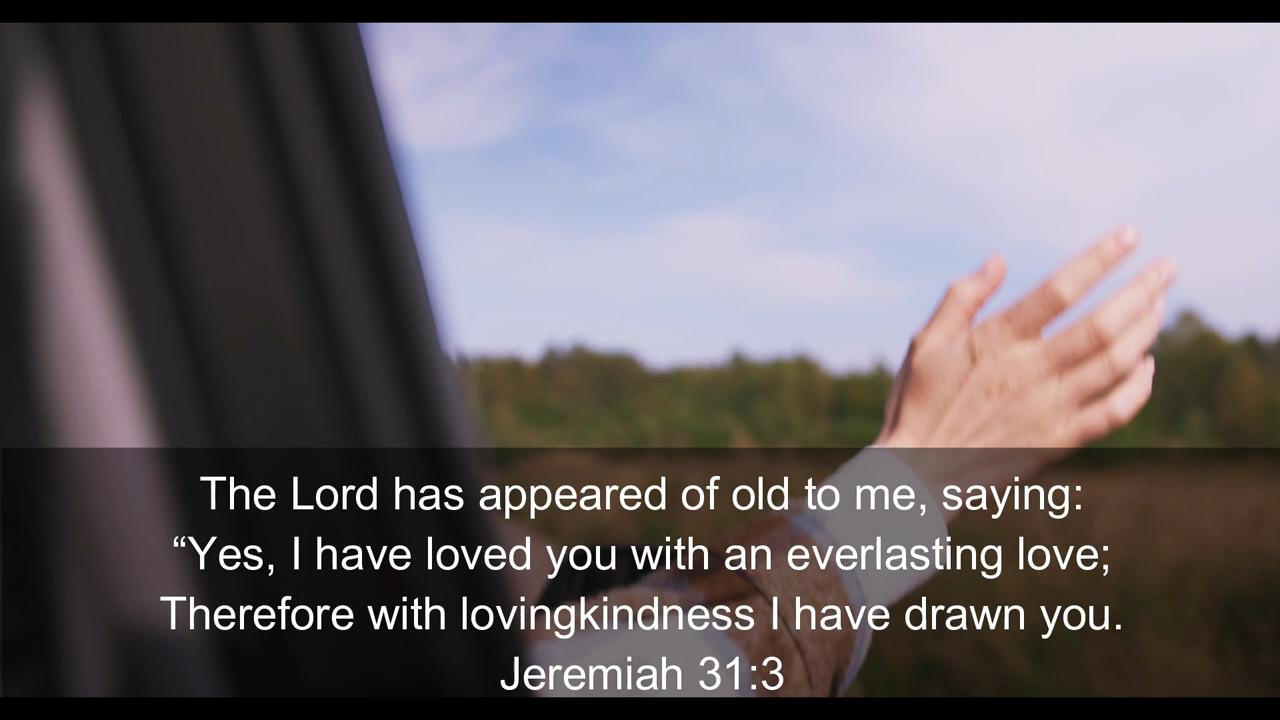 The Lord has appeared of old to me, saying:
“Yes, I have loved you with an everlasting love;
Therefore with lovingkindness I have drawn you.
Jeremiah 31:3